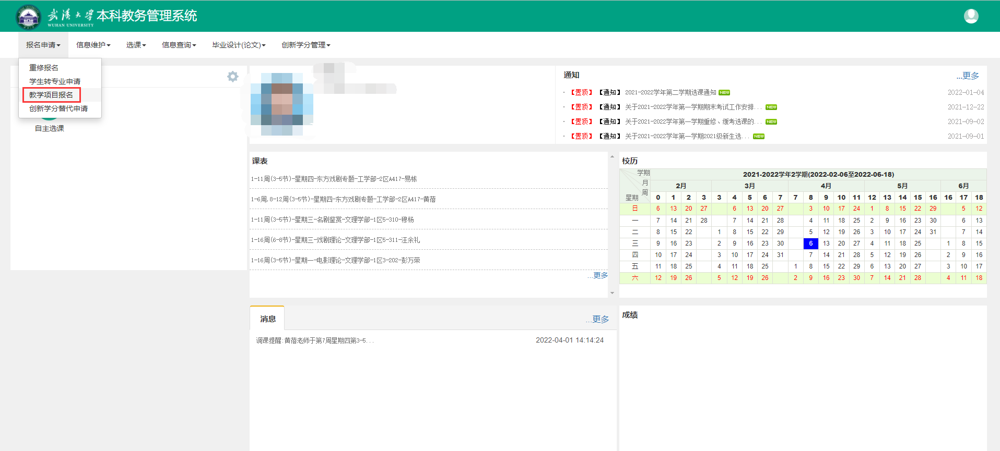 武汉大学 本科教务管理系统
WUHAN UNIVERSITY
报名申请 信息维护 选课 信息查询 毕业设计(论文) 创新学分管理
重修报名
学生转专业申请
教学项目报名
创新学分替代申请
自主选课
通知 ...更多
· 【置顶】 【通知】 2021-2022学年第二学期选课通知 NEW 2022-01-04
· 【置顶】 【通知】 关于2021-2022学年第一学期期末考试工作安排... NEW 2021-12-22
· 【置顶】 【通知】 关于2021-2022学年第一学期重修、缓考选课的... NEW 2021-09-02
· 【置顶】 【通知】 关于2021-2022学年第一学期2021级新生选... NEW 2021-09-01
课表
1-11周(3-5节)-星期四-东方戏剧专题-工学部-2区A417-易栋
1-6周,8-12周(3-5节)-星期四-东方戏剧专题-工学部-2区A417-黄蓓
1-11周(3-5节)-星期三-名剧鉴赏-文理学部-1区5-310-穆杨
1-16周(6-8节)-星期三-戏剧理论-文理学部-1区5-311-汪余礼
1-16周(3-5节)-星期一-电影理论-文理学部-1区3-202-彭万荣
...更多
校历
学期 2021-2022学年2学期(2022-02-06至2022-06-18)
月 2月 3月 4月 5月 6月
周
星期 0 1 2 3 3 4 5 6 7 7 8 9 10 11 12 13 14 15 16 16 17 18
日 6 13 20 27 6 13 20 27 3 10 17 24 1 8 15 22 29 5 12
一 7 14 21 28 7 14 21 28 4 11 18 25 2 9 16 23 30 6 13
二 8 15 22 1 8 15 22 29 5 12 19 26 3 10 17 24 31 7 14
三 9 16 23 2 9 16 23 30 6 13 20 27 4 11 18 25 1 8 15
四 10 17 24 3 10 17 24 31 7 14 21 28 5 12 19 26 2 9 16
五 11 18 25 4 11 18 25 1 8 15 22 29 6 13 20 27 3 10 17
六 12 19 26 5 12 19 26 2 9 16 23 30 7 14 21 28 4 11 18
消息 ...更多
调课提醒:黄蓓老师于第7周星期四第3-5... 2022-04-01 14:14:24
成绩